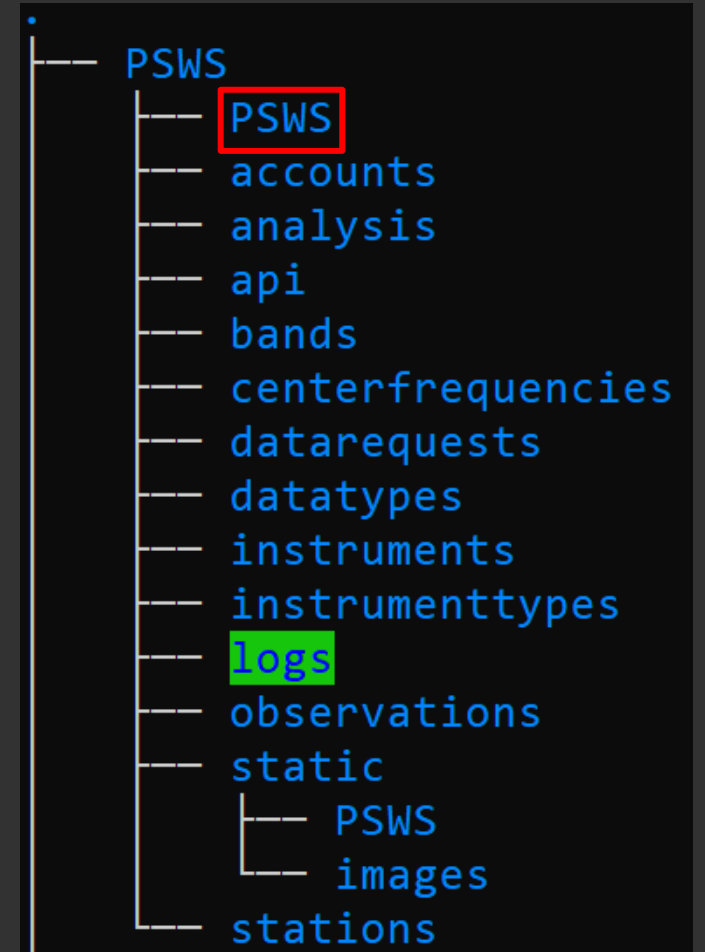 .
├── PSWS
│   ├── PSWS
│   ├── accounts
│   ├── analysis
│   ├── api
│   ├── bands
│   ├── centerfrequencies
│   ├── datarequests
│   ├── datatypes
│   ├── instruments
│   ├── instrumenttypes
│   ├── logs
│   ├── observations
│   ├── static
│   │   ├── PSWS
│   │   └── images
│   └── stations